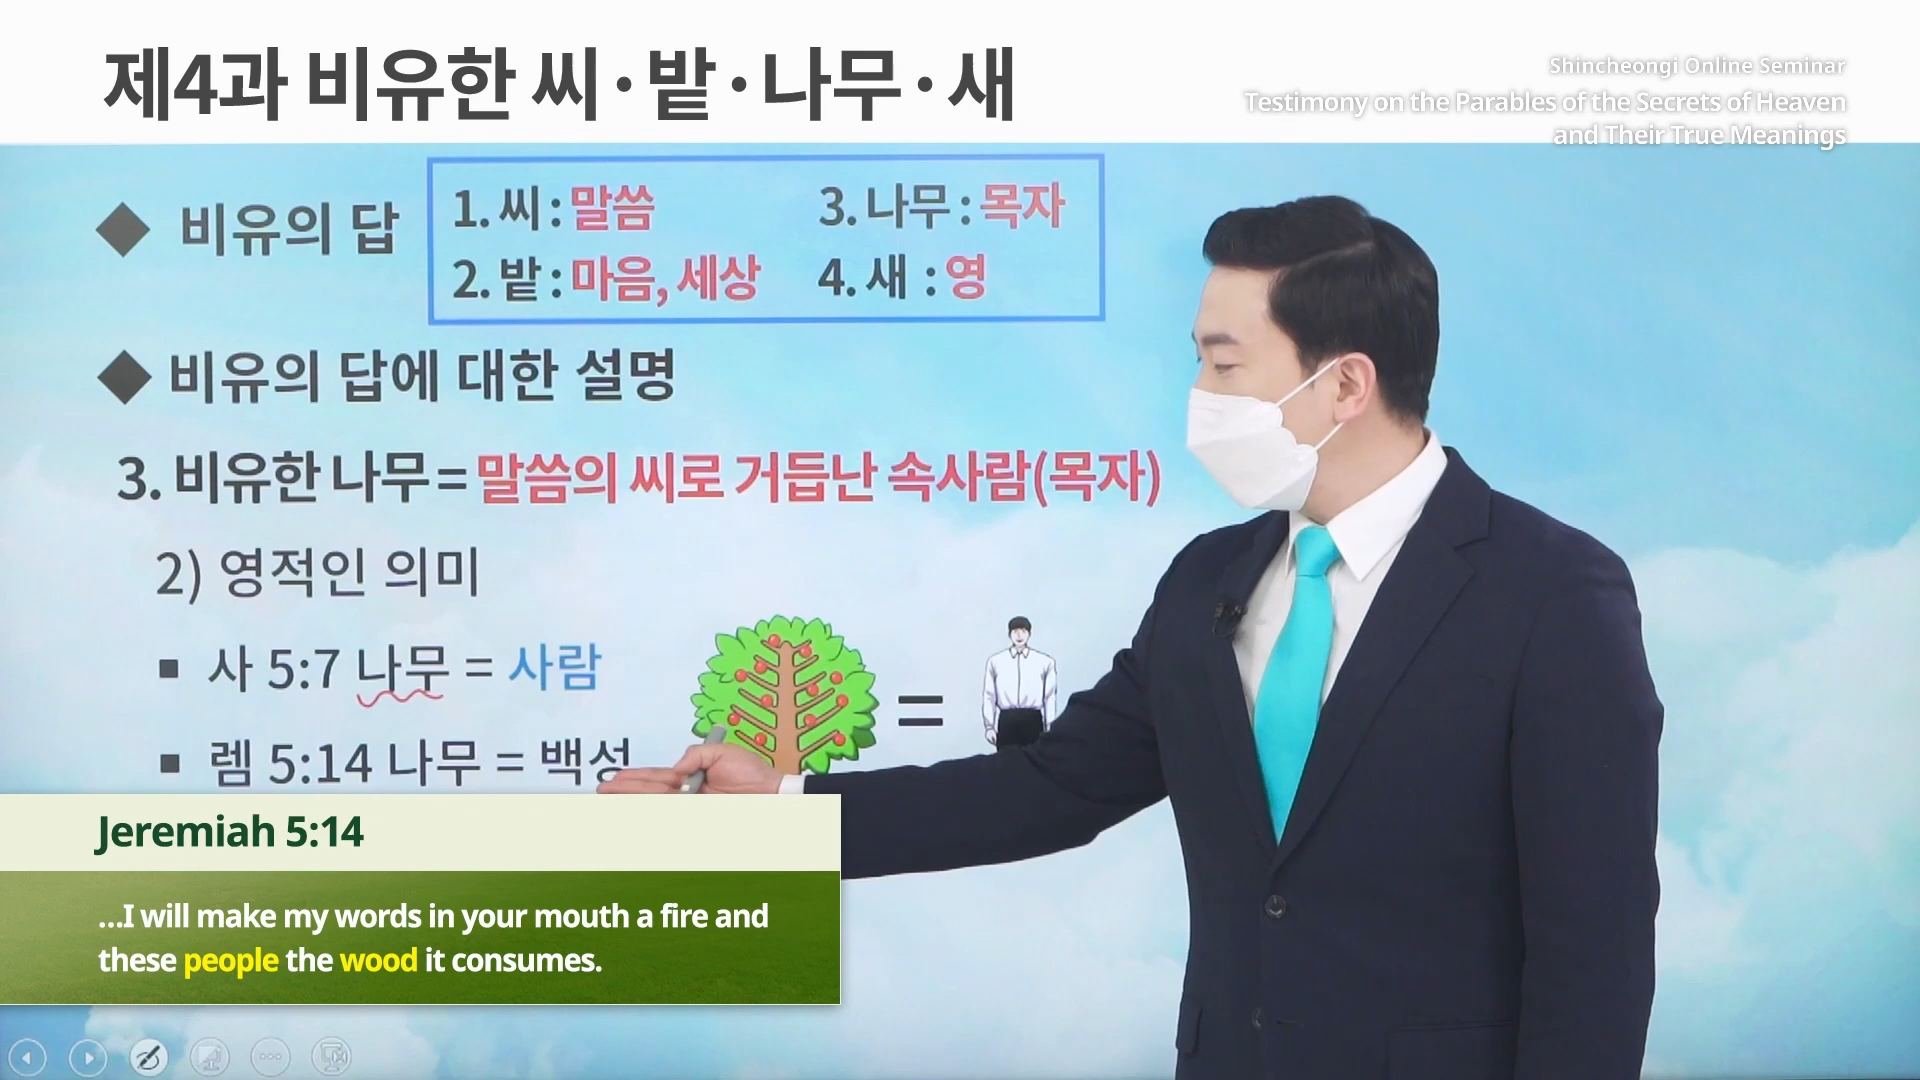 제4과 비유한 씨·밭·나무·새
Shincheongi Online Seminar
Testimony on the Parables of the Secrets of Heaven
and Their True Meanings
◆ 비유의 답
1. 씨 : 말씀
3. 나무 : 목자
2. 밭 : 마음, 세상
4. 새 : 영
◆ 비유의 답에 대한 설명
3. 비유한 나무 = 말씀의 씨로 거듭난 속사람(목자)
2) 영적인 의미
▪ 사 5:7 나무 = 사람
=
▪ 렘 5:14 나무 = 백성
Jeremiah 5:14
...I will make my words in your mouth a fire and
these people the wood it consumes.